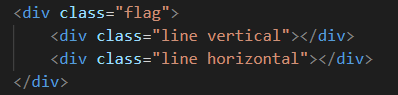 <div class="flag">
    <div class="line vertical"></div>
    <div class="line horizontal"></div>
</div>